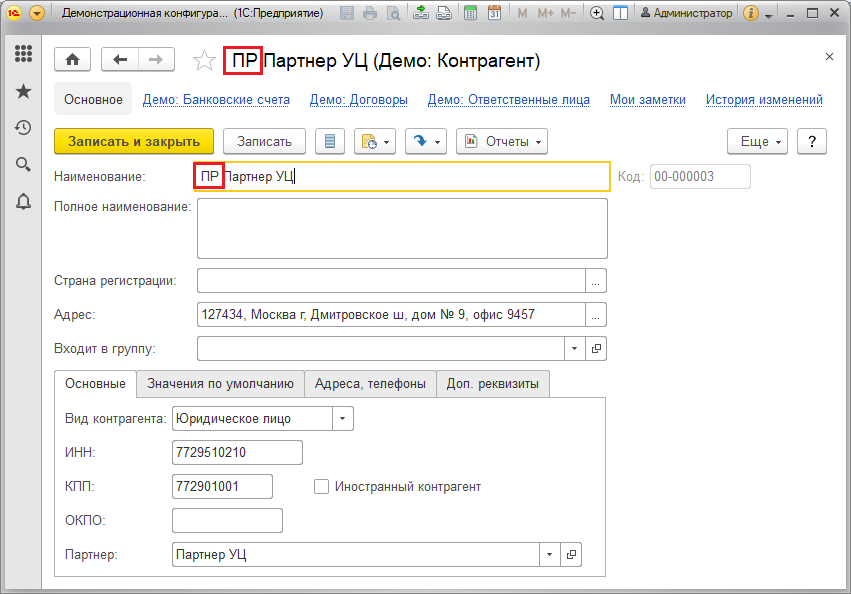 Демонстрационная конфигура... (1С:Предприятие) M M+ M- Администратор
ПР Партнер УЦ (Демо: Контрагент)
Основное Демо: Банковские счета Демо: Договоры Демо: Ответственные лица Мои заметки История изменений
Записать и закрыть Записать Отчеты Еще ?
Наименование: ПР Партнер УЦ Код: 00-000003
Полное наименование:
Страна регистрации: ...
Адрес: 127434, Москва г, Дмитровское ш, дом № 9, офис 9457 ...
Входит в группу:
Основные Значения по умолчанию Адреса, телефоны Доп. реквизиты
Вид контрагента: Юридическое лицо
ИНН: 7729510210
КПП: 772901001 Иностранный контрагент
ОКПО:
Партнер: Партнер УЦ